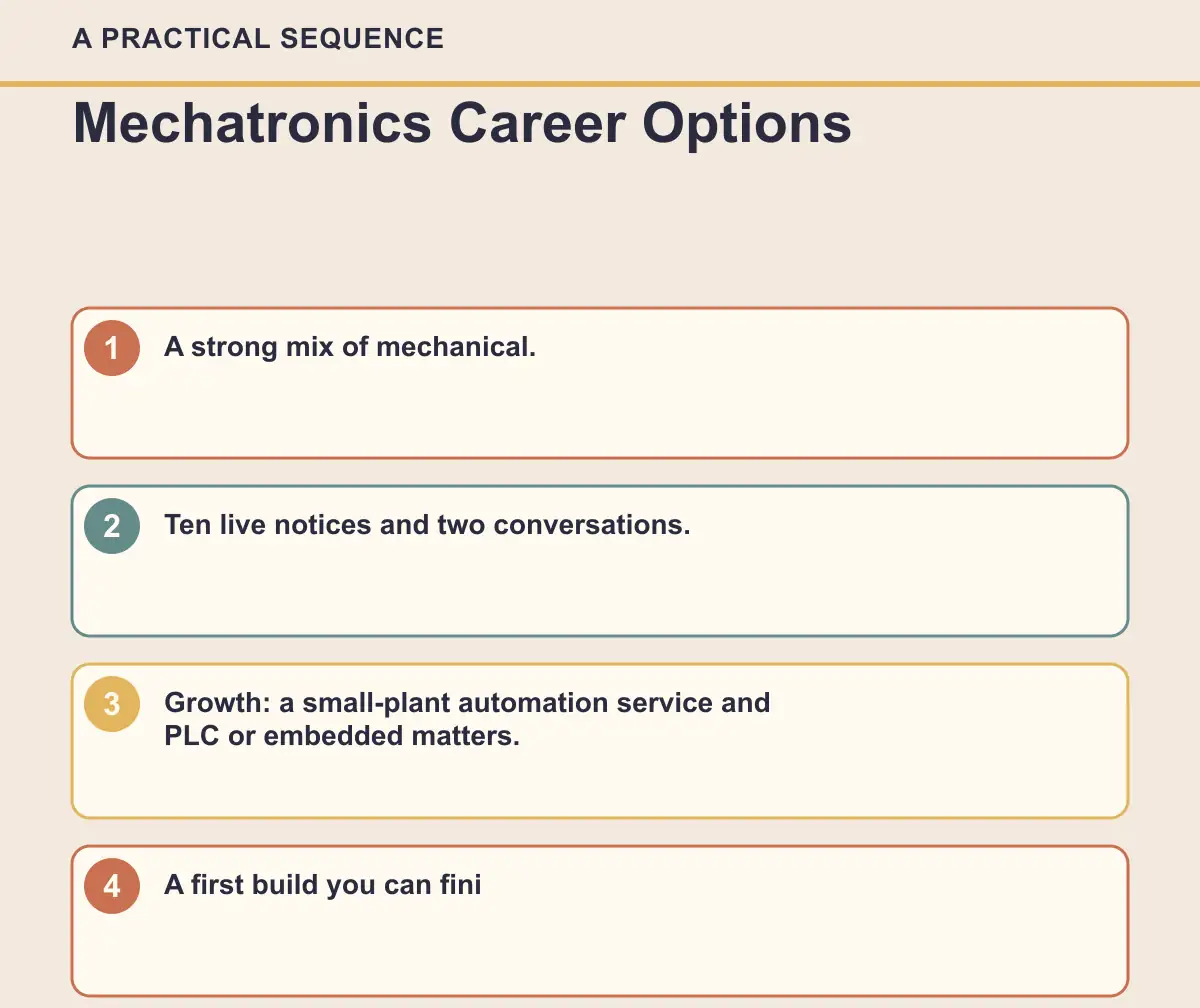 A PRACTICAL SEQUENCE
Mechatronics Career Options
1
A strong mix of mechanical.
2
Ten live notices and two conversations.
3
Growth: a small-plant automation service and
PLC or embedded matters.
4
A first build you can fini